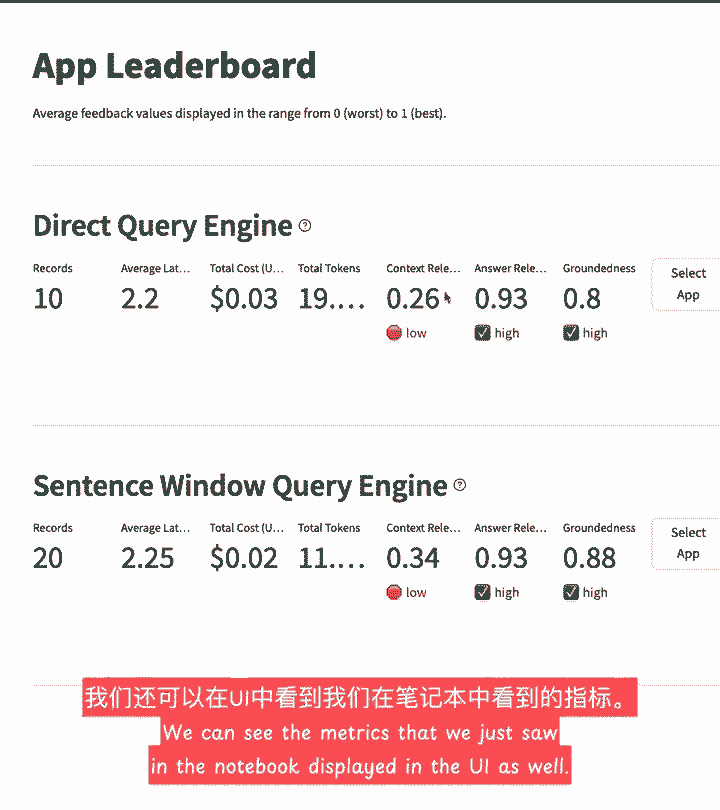 App Leaderboard
Average feedback values displayed in the range from 0 (worst) to 1 (best).
Direct Query Engine
Records Average Lat... Total Cost (U... Total Tokens Context Rele... Answer Rele... Groundedness
10 2.2 $0.03 19.... 0.26 0.93 0.8
low high high
Select
App
Sentence Window Query Engine
Records Average Lat... Total Cost (U... Total Tokens Context Rele... Answer Rele... Groundedness
20 2.25 $0.02 11.... 0.34 0.93 0.88
low high high
Select
App
我们还可以在UI中看到我们在笔记本中看到的指标。
We can see the metrics that we just saw
in the notebook displayed in the UI as well.